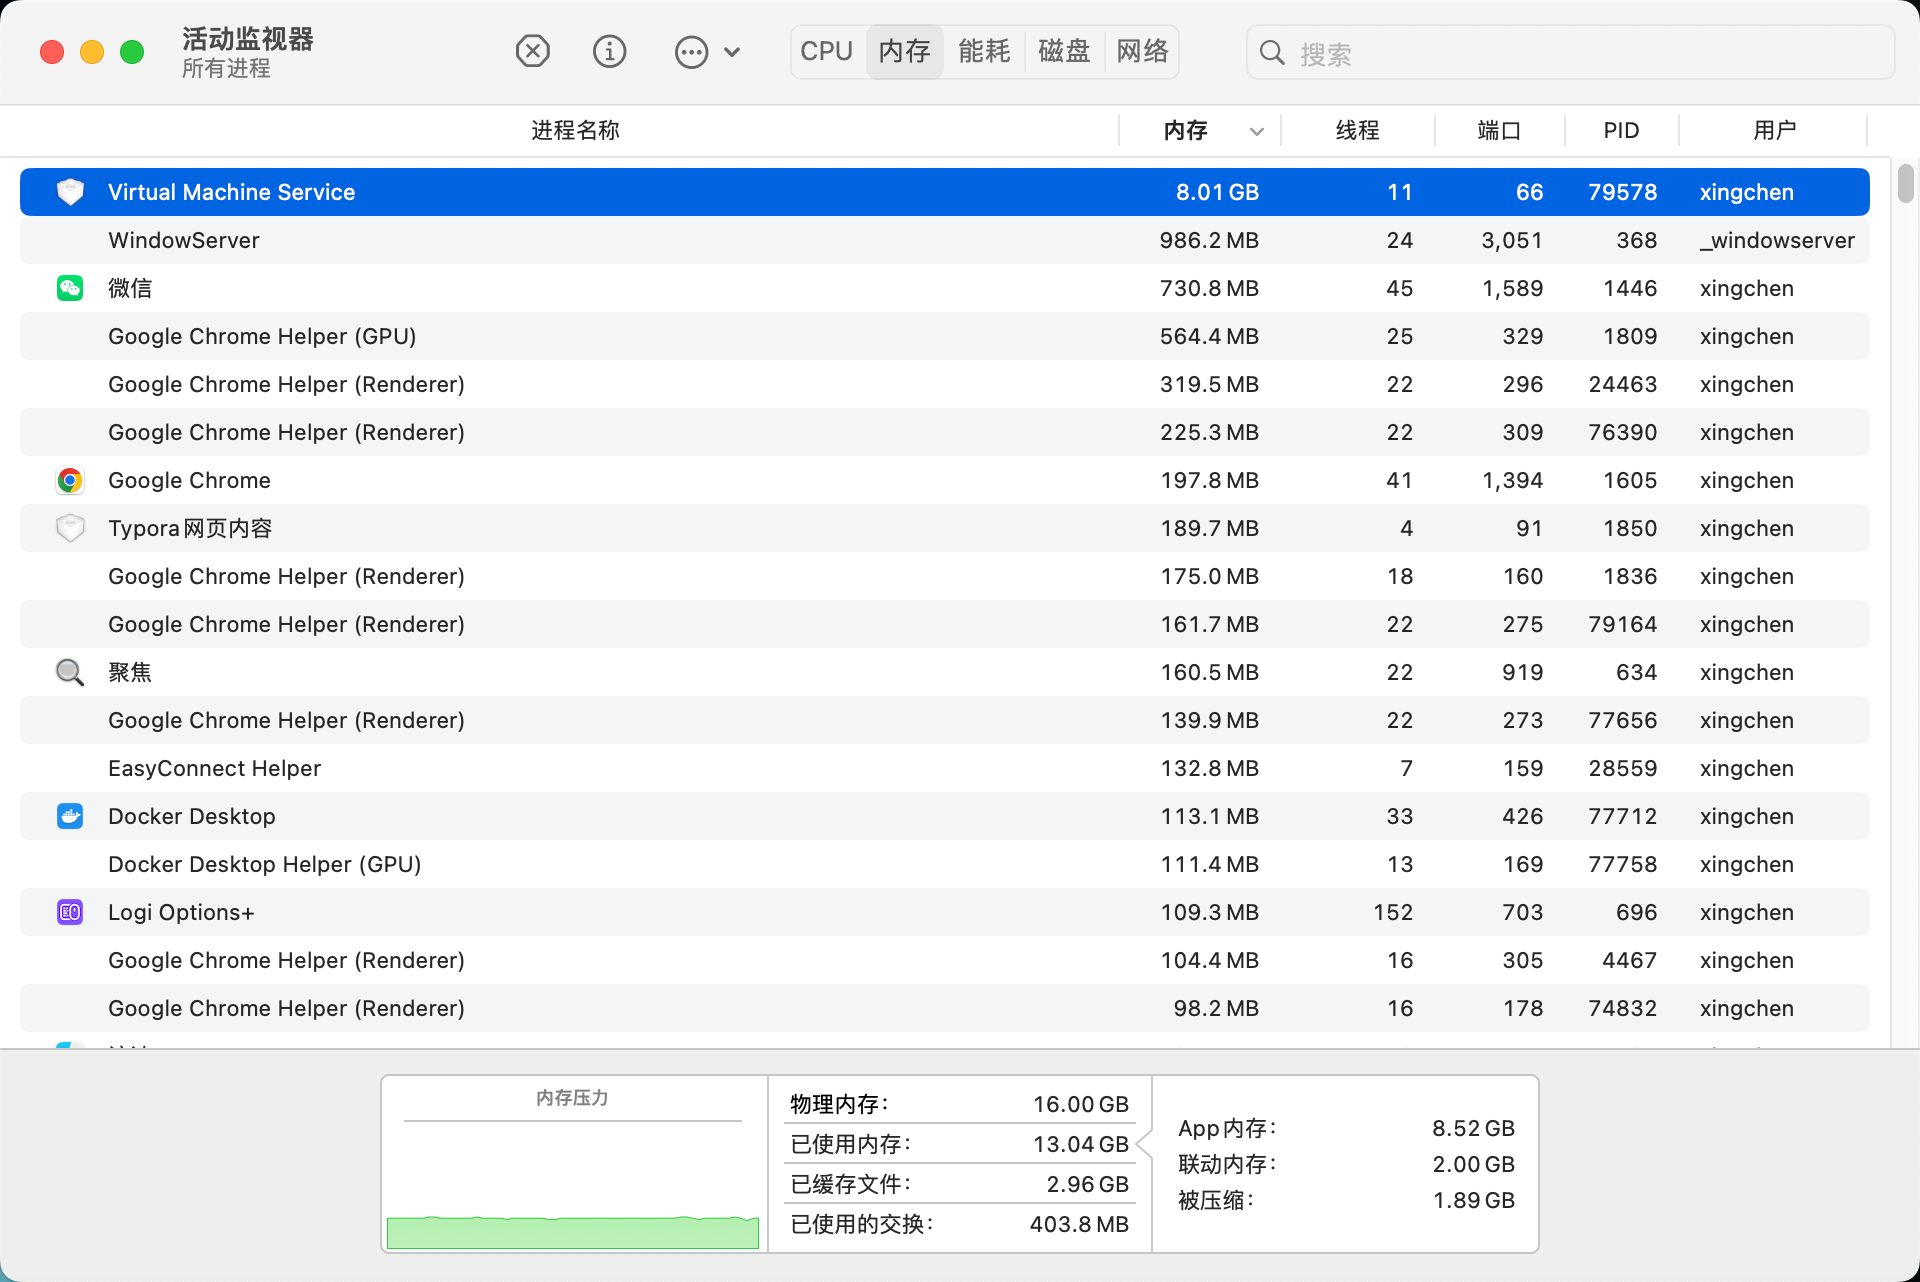 活动监视器
所有进程
CPU 内存 能耗 磁盘 网络
搜索
进程名称 内存 线程 端口 PID 用户
Virtual Machine Service 8.01 GB 11 66 79578 xingchen
WindowServer 986.2 MB 24 3,051 368 _windowserver
微信 730.8 MB 45 1,589 1446 xingchen
Google Chrome Helper (GPU) 564.4 MB 25 329 1809 xingchen
Google Chrome Helper (Renderer) 319.5 MB 22 296 24463 xingchen
Google Chrome Helper (Renderer) 225.3 MB 22 309 76390 xingchen
Google Chrome 197.8 MB 41 1,394 1605 xingchen
Typora网页内容 189.7 MB 4 91 1850 xingchen
Google Chrome Helper (Renderer) 175.0 MB 18 160 1836 xingchen
Google Chrome Helper (Renderer) 161.7 MB 22 275 79164 xingchen
聚焦 160.5 MB 22 919 634 xingchen
Google Chrome Helper (Renderer) 139.9 MB 22 273 77656 xingchen
EasyConnect Helper 132.8 MB 7 159 28559 xingchen
Docker Desktop 113.1 MB 33 426 77712 xingchen
Docker Desktop Helper (GPU) 111.4 MB 13 169 77758 xingchen
Logi Options+ 109.3 MB 152 703 696 xingchen
Google Chrome Helper (Renderer) 104.4 MB 16 305 4467 xingchen
Google Chrome Helper (Renderer) 98.2 MB 16 178 74832 xingchen
内存压力
物理内存： 16.00 GB
已使用内存： 13.04 GB
已缓存文件： 2.96 GB
已使用的交换： 403.8 MB
App内存： 8.52 GB
联动内存： 2.00 GB
被压缩： 1.89 GB